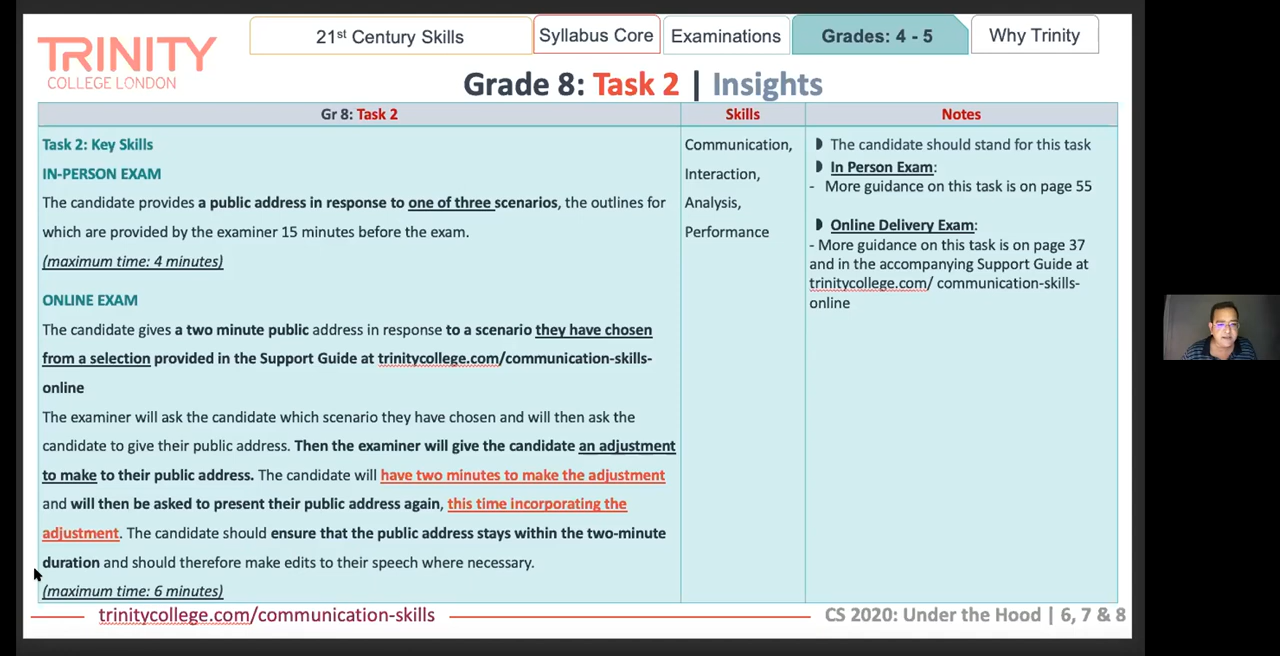 TRINITY
COLLEGE LONDON
21st Century Skills
Syllabus Core
Examinations
Grades: 4 - 5
Why Trinity
Grade 8: Task 2 | Insights
Gr 8: Task 2
Skills
Notes
Task 2: Key Skills
IN-PERSON EXAM
The candidate provides a public address in response to one of three scenarios, the outlines for
which are provided by the examiner 15 minutes before the exam.
(maximum time: 4 minutes)
ONLINE EXAM
The candidate gives a two minute public address in response to a scenario they have chosen
from a selection provided in the Support Guide at trinitycollege.com/communication-skills-
online
The examiner will ask the candidate which scenario they have chosen and will then ask the
candidate to give their public address. Then the examiner will give the candidate an adjustment
to make to their public address. The candidate will have two minutes to make the adjustment
and will then be asked to present their public address again, this time incorporating the
adjustment. The candidate should ensure that the public address stays within the two-minute
duration and should therefore make edits to their speech where necessary.
(maximum time: 6 minutes)
Communication,
Interaction,
Analysis,
Performance
The candidate should stand for this task
In Person Exam:
- More guidance on this task is on page 55
Online Delivery Exam:
- More guidance on this task is on page 37
and in the accompanying Support Guide at
trinitycollege.com/ communication-skills-
online
trinitycollege.com/communication-skills
CS 2020: Under the Hood | 6, 7 & 8